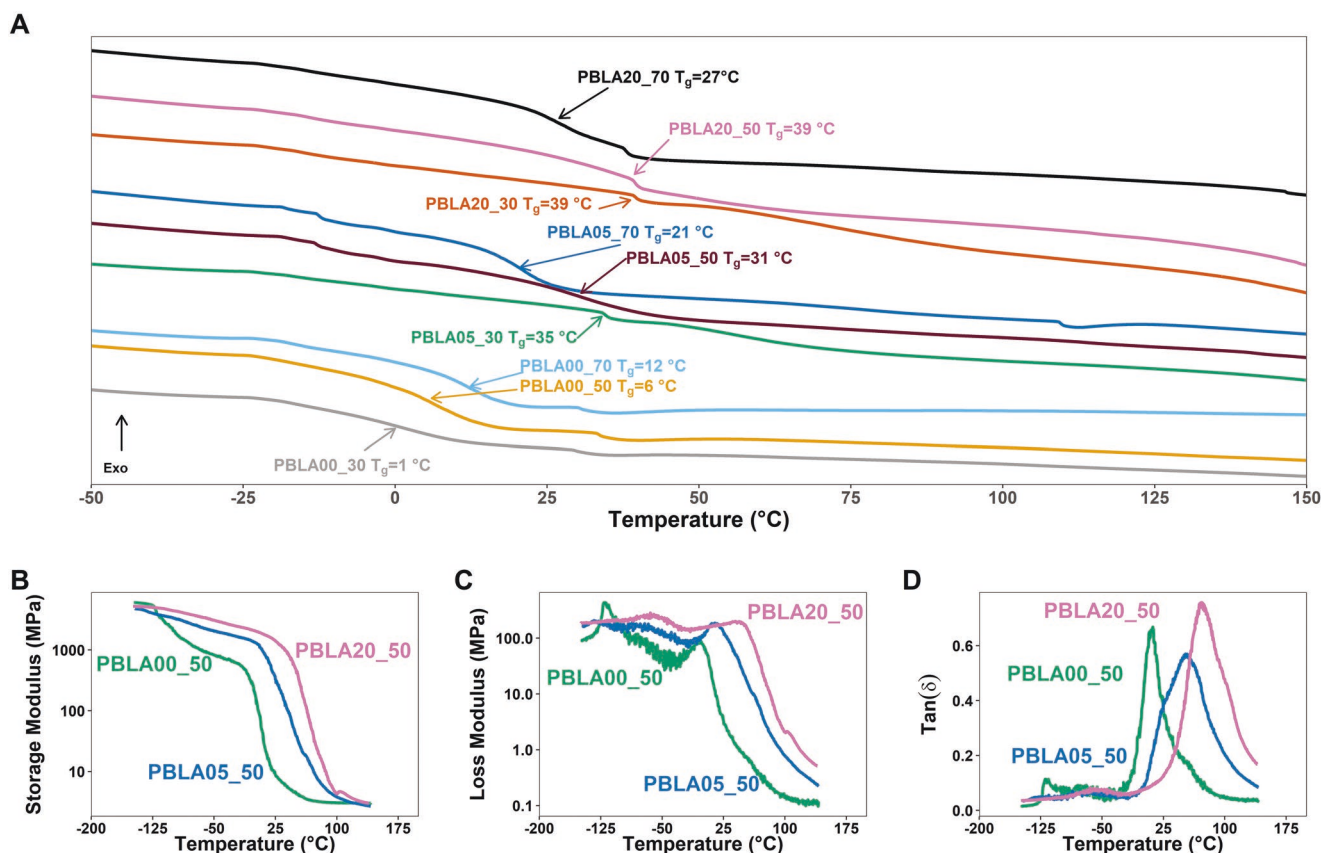 A
PBLA20_70 Tg=27°C
PBLA20_50 Tg=39 °C
PBLA20_30 Tg=39 °C
PBLA05_70 Tg=21 °C
PBLA05_50 Tg=31 °C
PBLA05_30 Tg=35 °C
PBLA00_70 Tg=12 °C
PBLA00_50 Tg=6 °C
PBLA00_30 Tg=1 °C
Exo
-50 -25 0 25 50 75 100 125 150
Temperature (°C)
B
Storage Modulus (MPa)
1000
100
10
PBLA20_50
PBLA00_50
PBLA05_50
-200 -125 -50 25 100 175
Temperature (°C)
C
Loss Modulus (MPa)
100.0
10.0
1.0
0.1
PBLA20_50
PBLA00_50
PBLA05_50
-200 -125 -50 25 100 175
Temperature (°C)
D
Tan(δ)
0.6
0.4
0.2
0.0
PBLA20_50
PBLA00_50
PBLA05_50
-200 -125 -50 25 100 175
Temperature (°C)